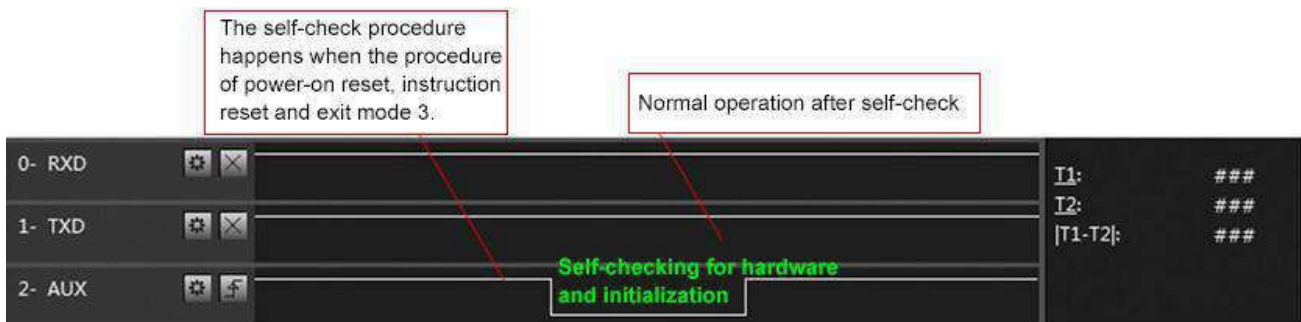 The self-check procedure
happens when the procedure
of power-on reset, instruction
reset and exit mode 3.
Normal operation after self-check
0- RXD
1- TXD
2- AUX
Self-checking for hardware
and initialization
T1: ###
T2: ###
|T1-T2|: ###